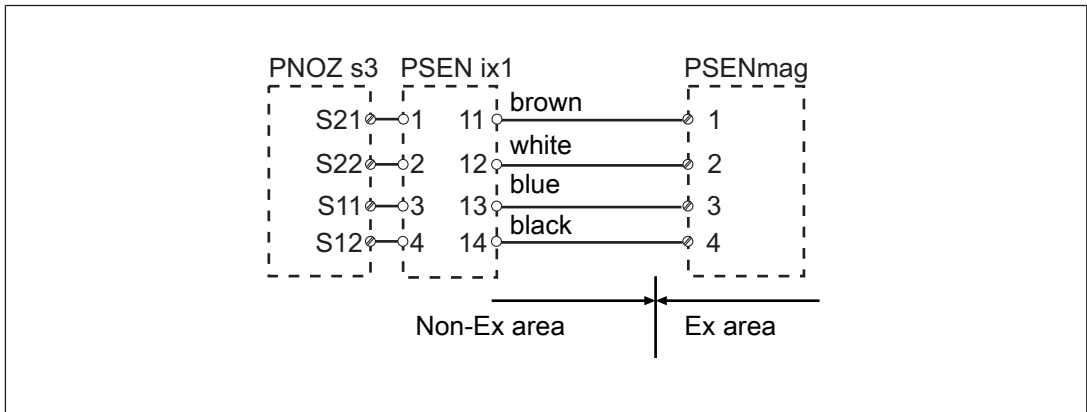 PNOZ s3 PSEN ix1 PSENmag
brown
S21 1 11 1
white
S22 2 12 2
blue
S11 3 13 3
black
S12 4 14 4
Non-Ex area Ex area